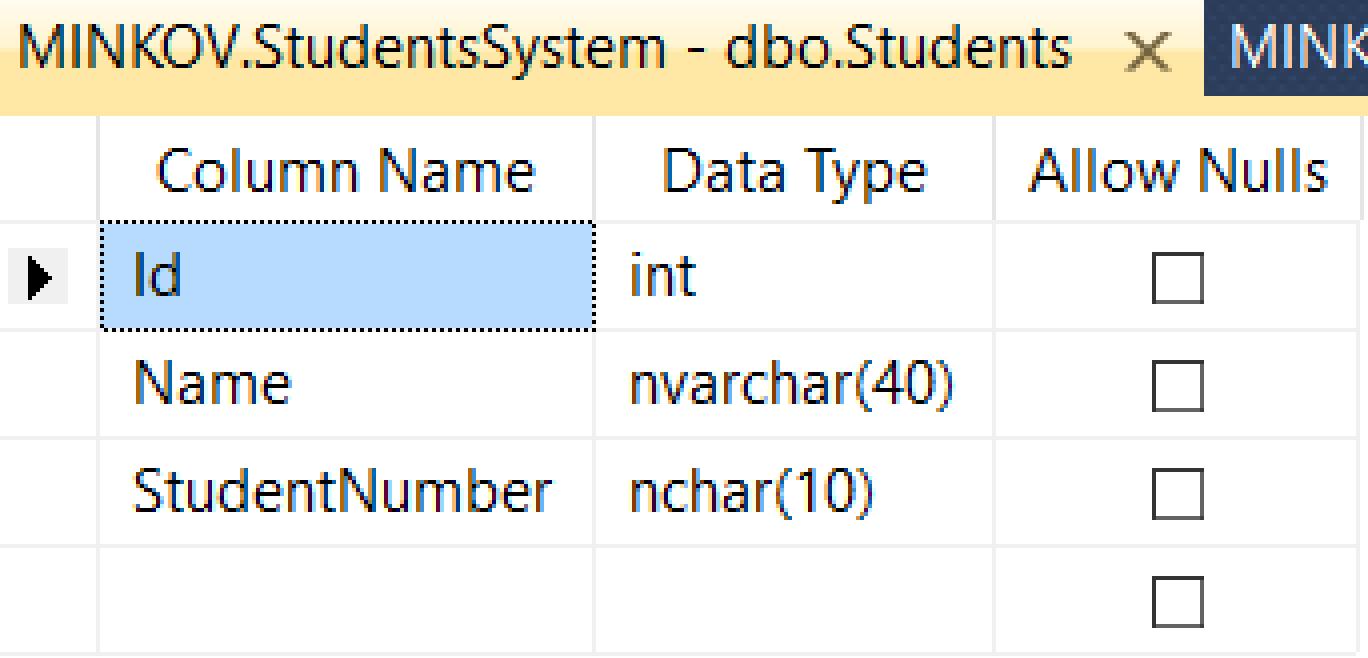 MINKOV.StudentsSystem - dbo.Students MINK
Column Name Data Type Allow Nulls
Id int
Name nvarchar(40)
StudentNumber nchar(10)